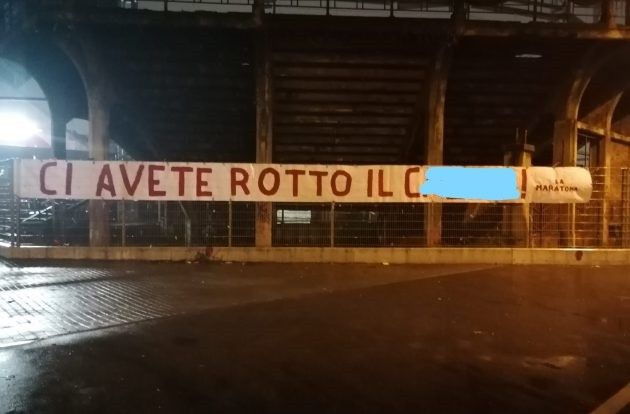 CI AVETE ROTTO IL C !
LA
MARATONA